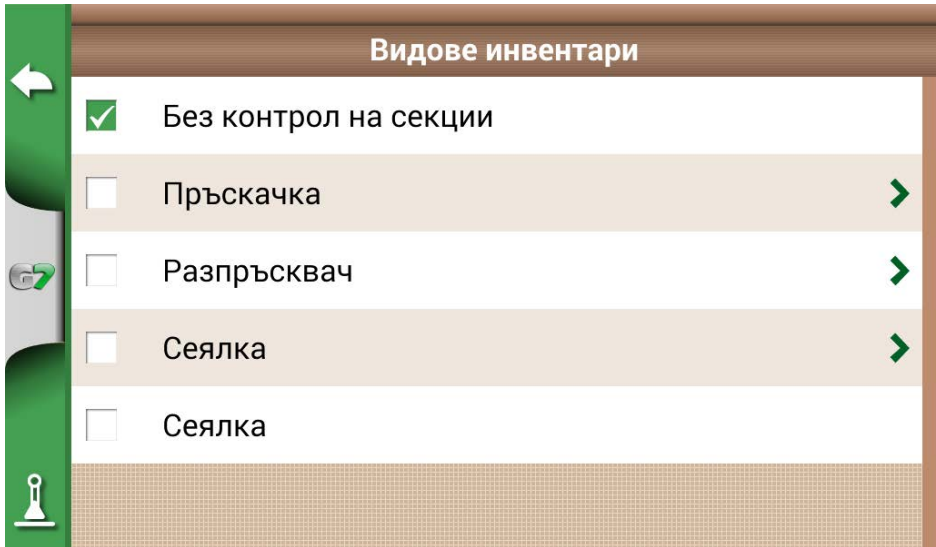 Видове инвентари
Без контрол на секции
Пръскачка
Разпръсквач
G7
Сеялка
Сеялка